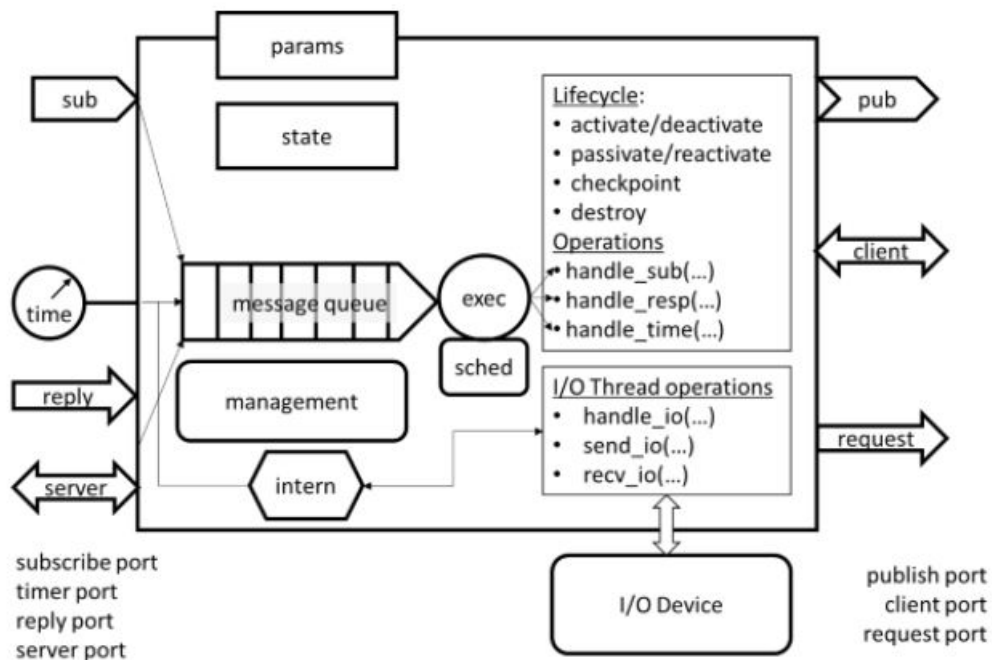 params
sub
state
time
message queue
exec
sched
reply
management
server
intern
Lifecycle:
• activate/deactivate
• passivate/reactivate
• checkpoint
• destroy
Operations
• handle_sub(...)
• handle_resp(...)
• handle_time(...)
I/O Thread operations
• handle_io(...)
• send_io(...)
• recv_io(...)
pub
client
request
I/O Device
subscribe port
timer port
reply port
server port
publish port
client port
request port